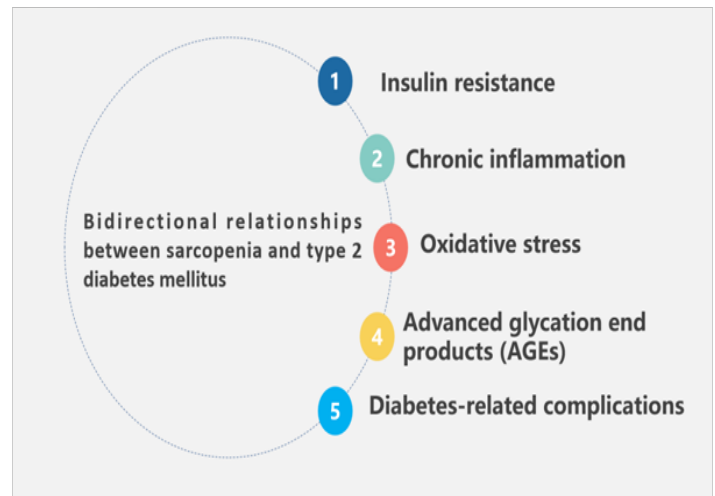 1 Insulin resistance
2 Chronic inflammation
Bidirectional relationships
between sarcopenia and type 2
diabetes mellitus
3 Oxidative stress
4 Advanced glycation end
products (AGEs)
5 Diabetes-related complications